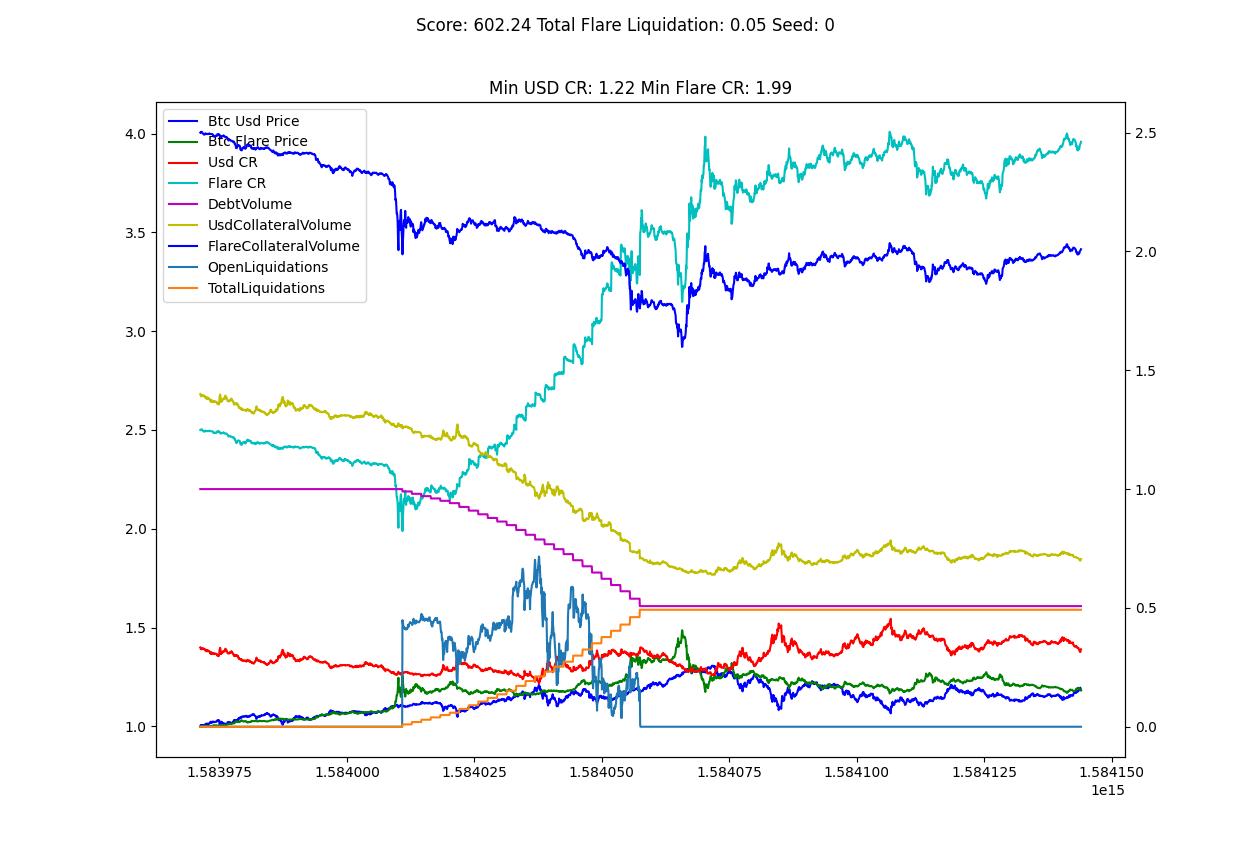 Score: 602.24 Total Flare Liquidation: 0.05 Seed: 0
Min USD CR: 1.22 Min Flare CR: 1.99
Btc Usd Price
Btc Flare Price
Usd CR
Flare CR
DebtVolume
UsdCollateralVolume
FlareCollateralVolume
OpenLiquidations
TotalLiquidations
4.0
3.5
3.0
2.5
2.0
1.5
1.0
2.5
2.0
1.5
1.0
0.5
0.0
1.583975 1.584000 1.584025 1.584050 1.584075 1.584100 1.584125 1.584150
1e15